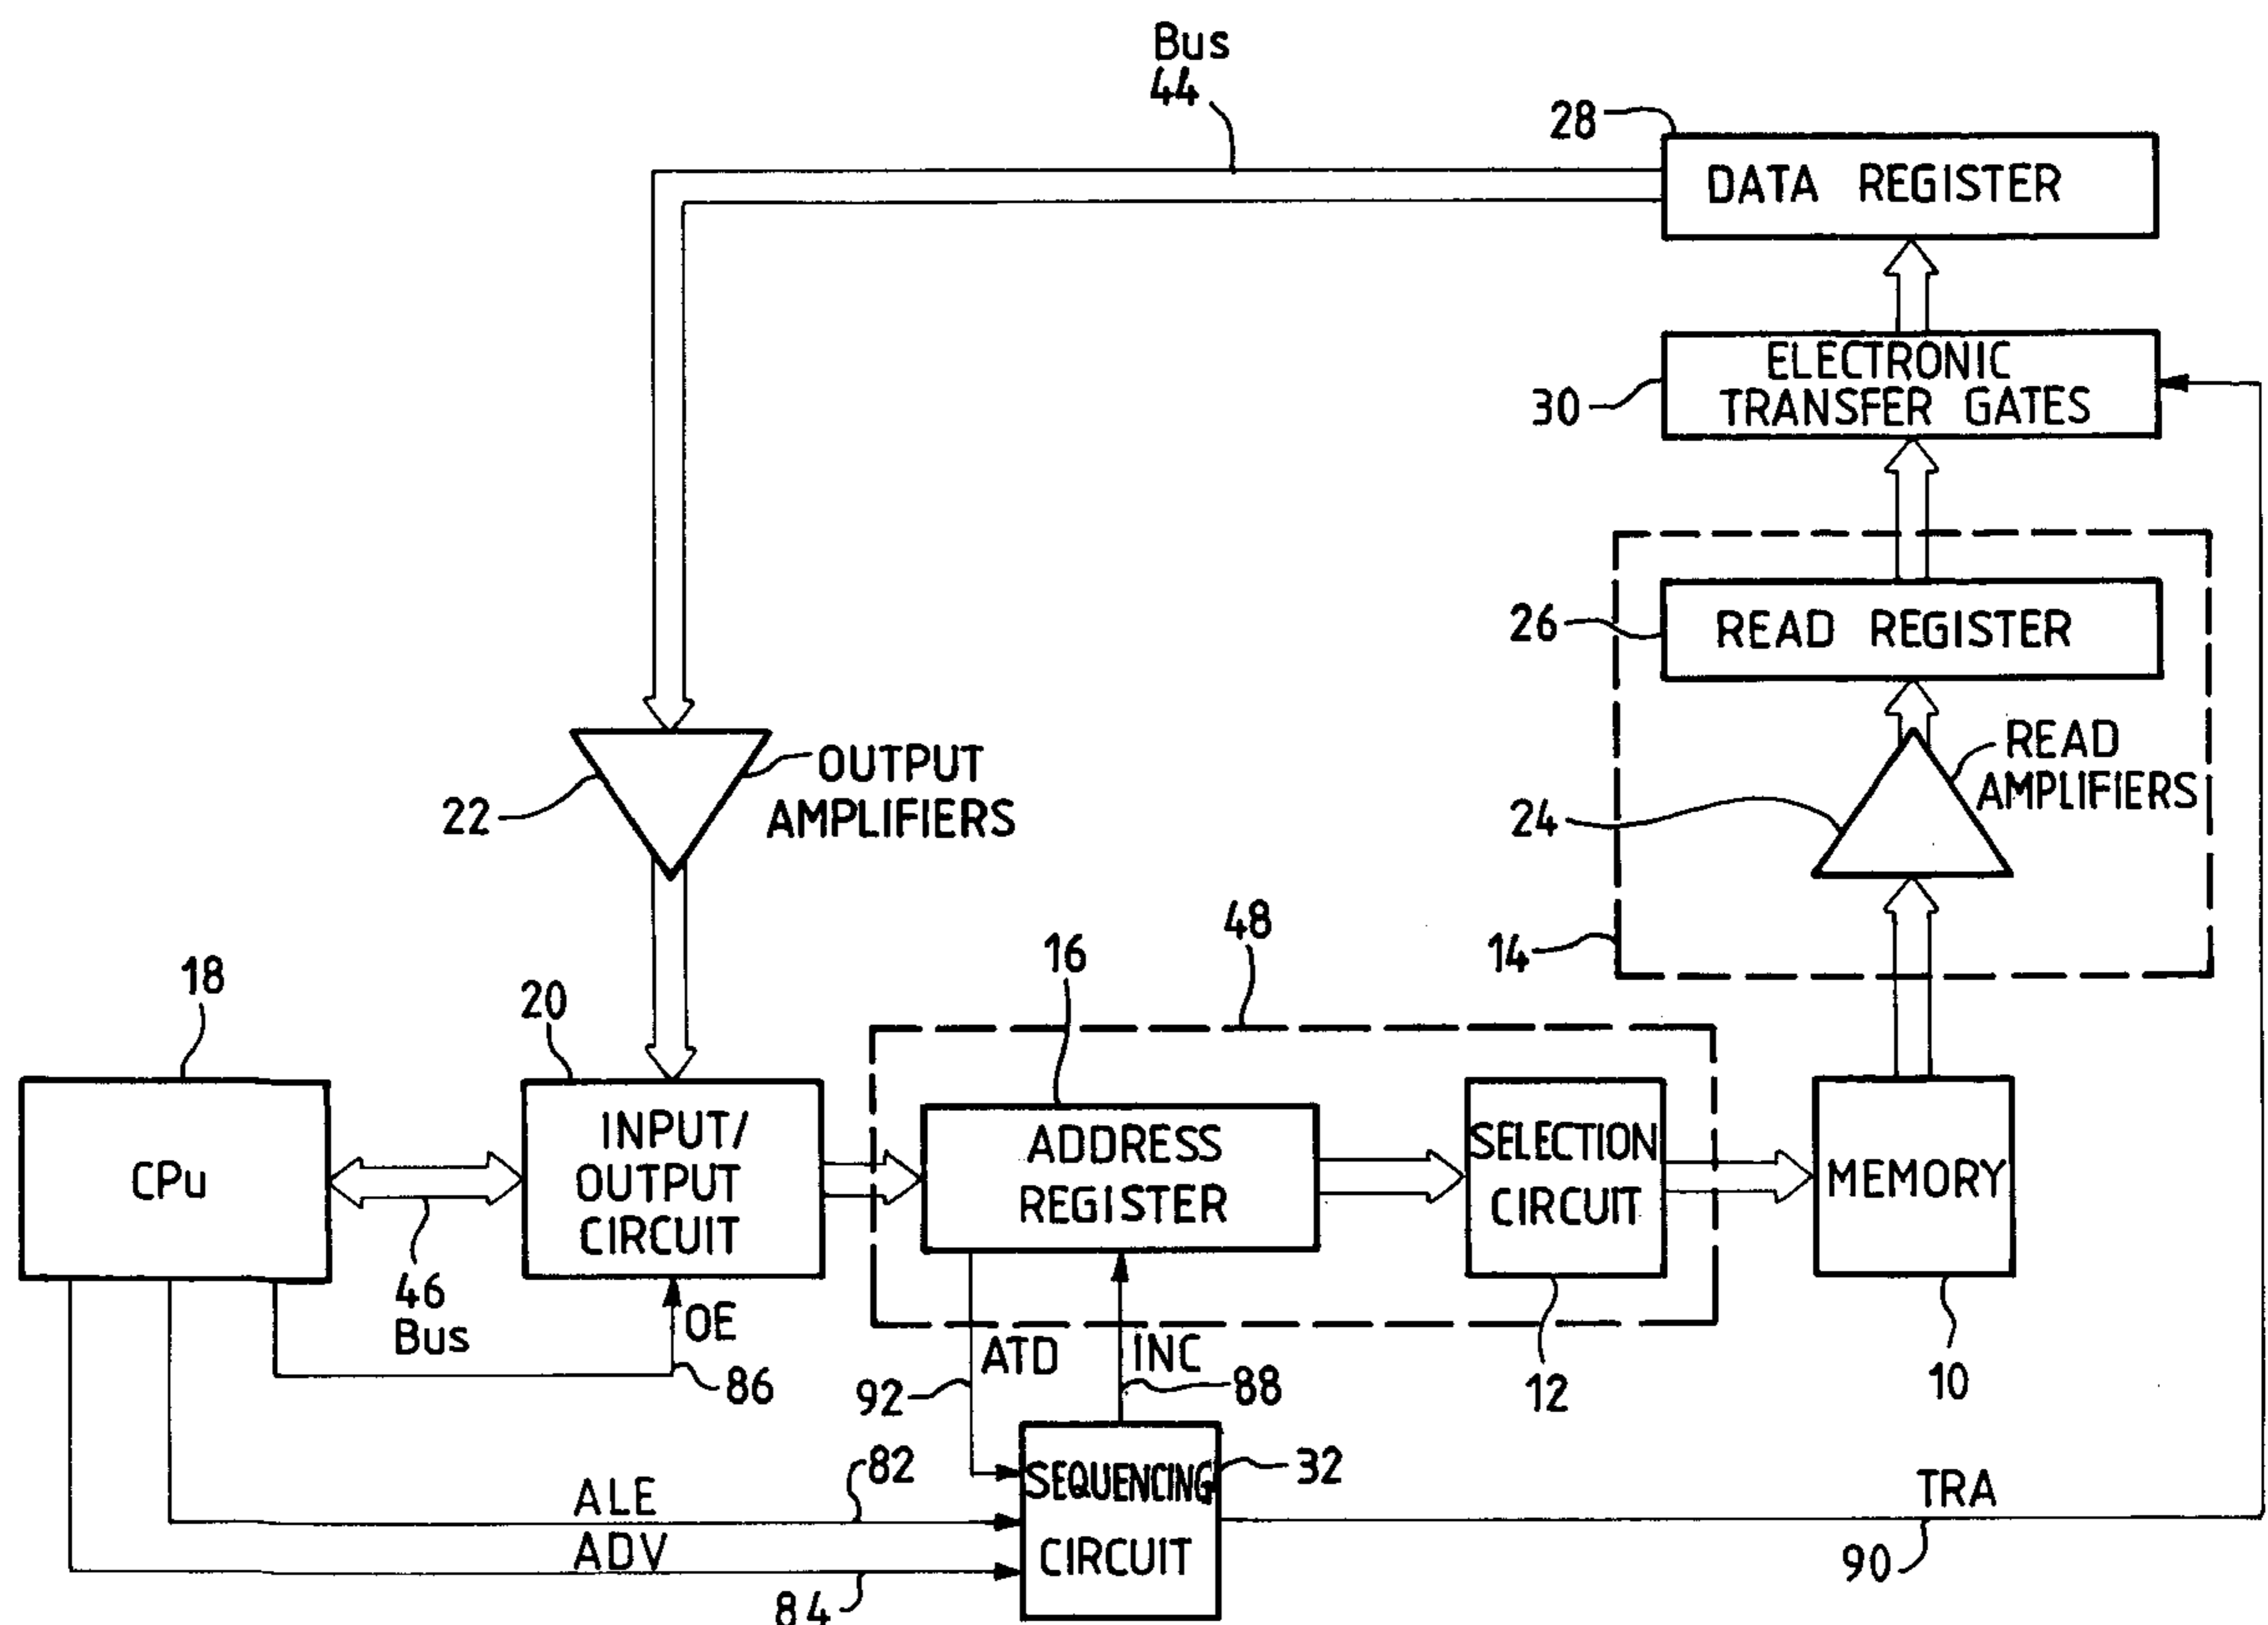 Bus
44
28
DATA REGISTER
ELECTRONIC
TRANSFER GATES
30
26
READ REGISTER
READ
AMPLIFIERS
24
14
OUTPUT
AMPLIFIERS
22
48
16
18
20
CPu
INPUT/
OUTPUT
CIRCUIT
ADDRESS
REGISTER
SELECTION
CIRCUIT
MEMORY
46
Bus
OE
86
ATD
INC
92
88
12
10
ALE
82
ADV
84
SEQUENCING
CIRCUIT
32
TRA
90